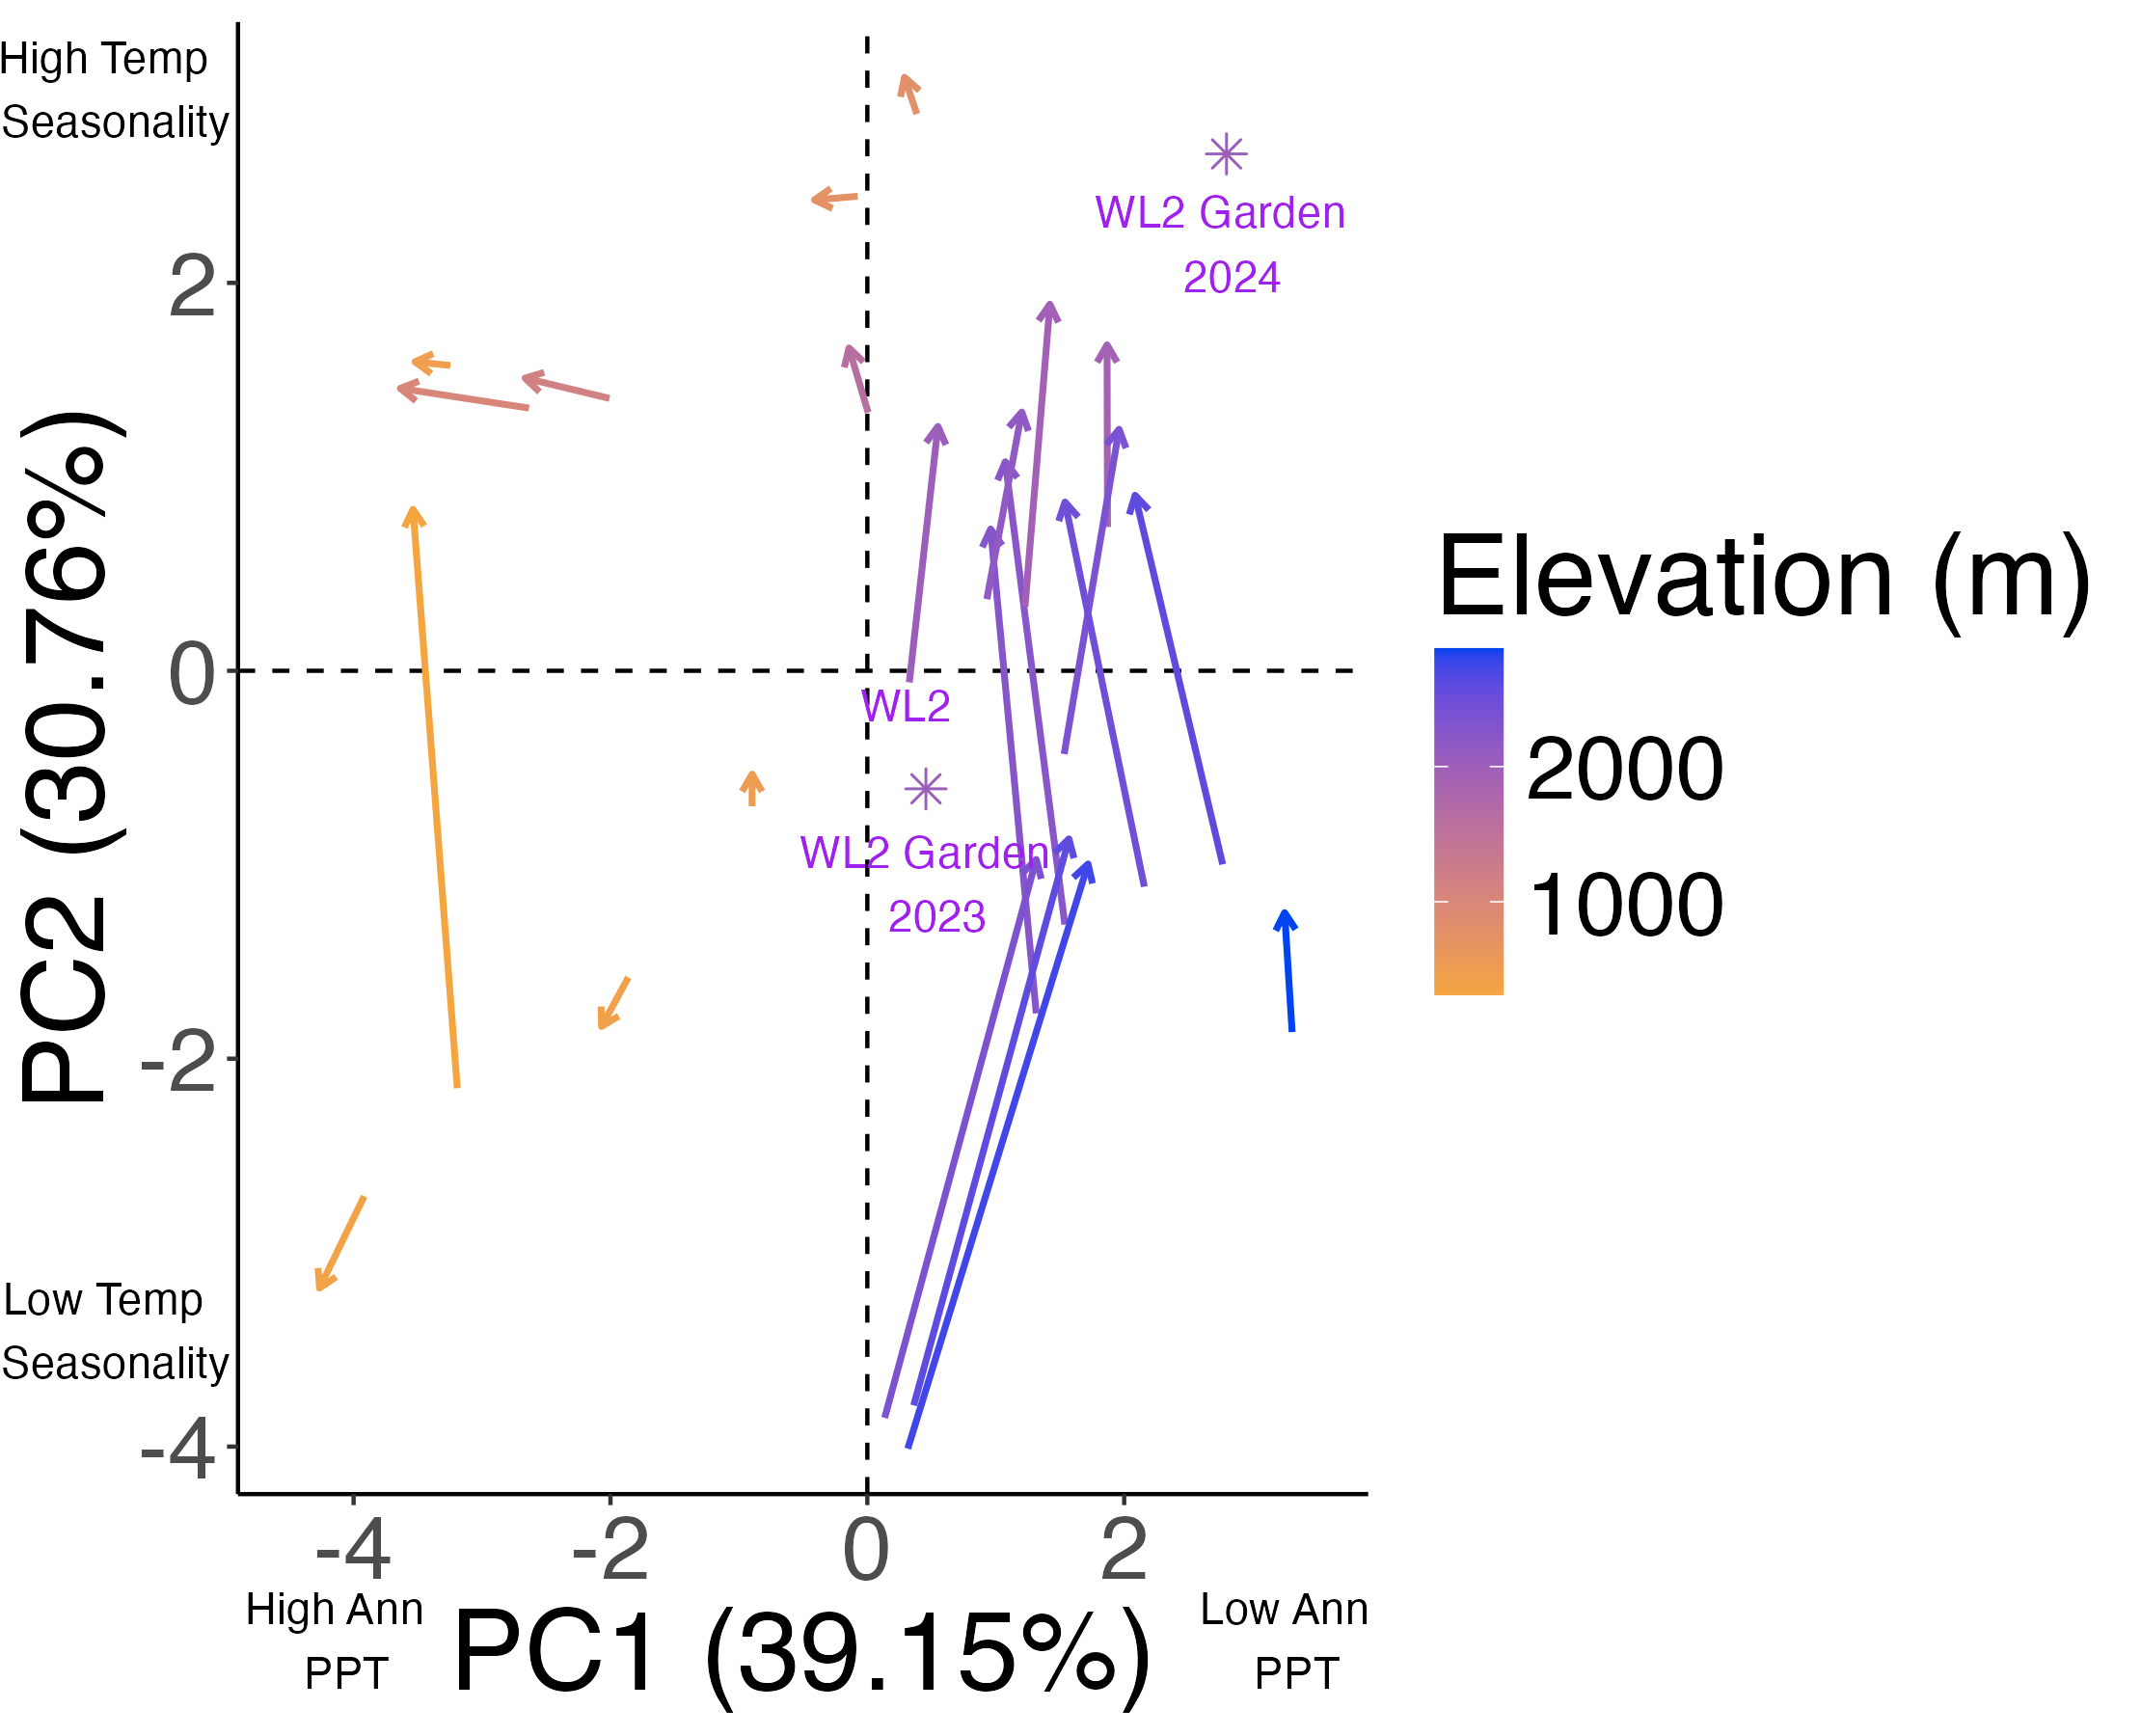 High Temp
Seasonality
WL2 Garden
2024
2
0
-2
-4
PC2 (30.76%)
WL2
WL2 Garden
2023
Low Temp
Seasonality
-4
-2
0
2
High Ann
PPT
PC1 (39.15%)
Low Ann
PPT
Elevation (m)
2000
1000